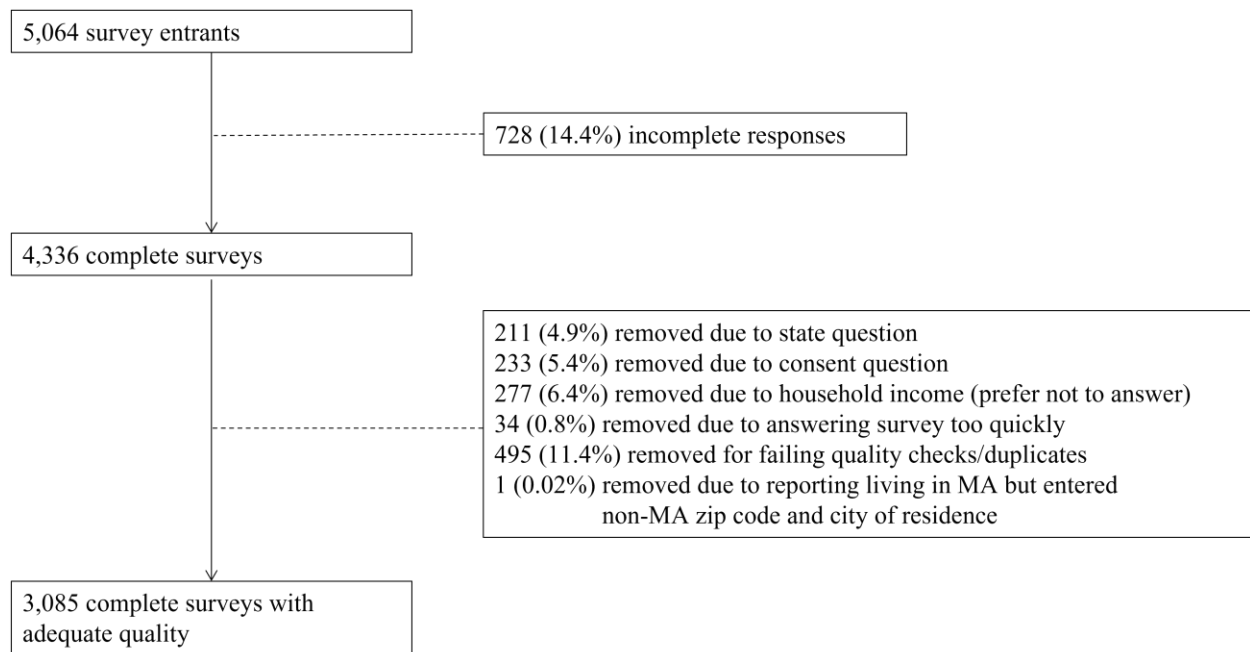 5,064 survey entrants
728 (14.4%) incomplete responses
4,336 complete surveys
211 (4.9%) removed due to state question
233 (5.4%) removed due to consent question
277 (6.4%) removed due to household income (prefer not to answer)
34 (0.8%) removed due to answering survey too quickly
495 (11.4%) removed for failing quality checks/duplicates
1 (0.02%) removed due to reporting living in MA but entered
non-MA zip code and city of residence
3,085 complete surveys with
adequate quality